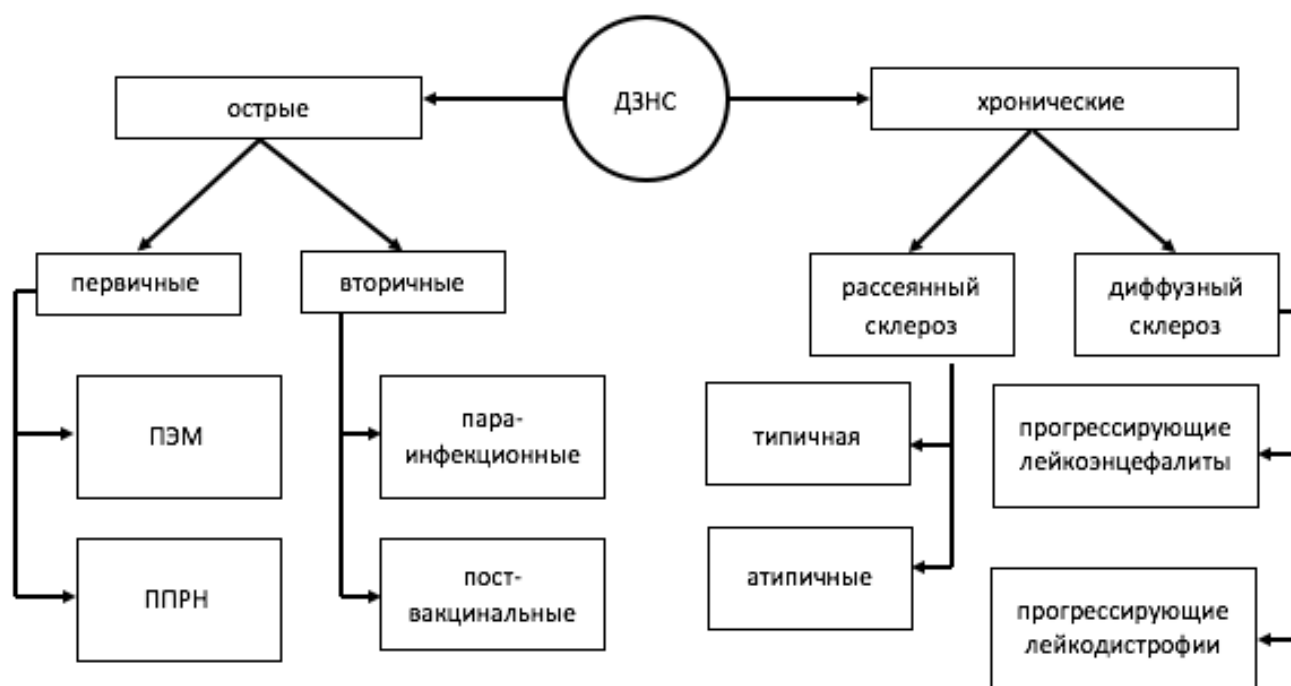 ДЗНС
острые
хронические
первичные
вторичные
рассеянный
склероз
диффузный
склероз
ПЭМ
пара-
инфекционные
типичная
прогрессирующие
лейкоэнцефалиты
ППРН
пост-
вакцинальные
атипичные
прогрессирующие
лейкодистрофии